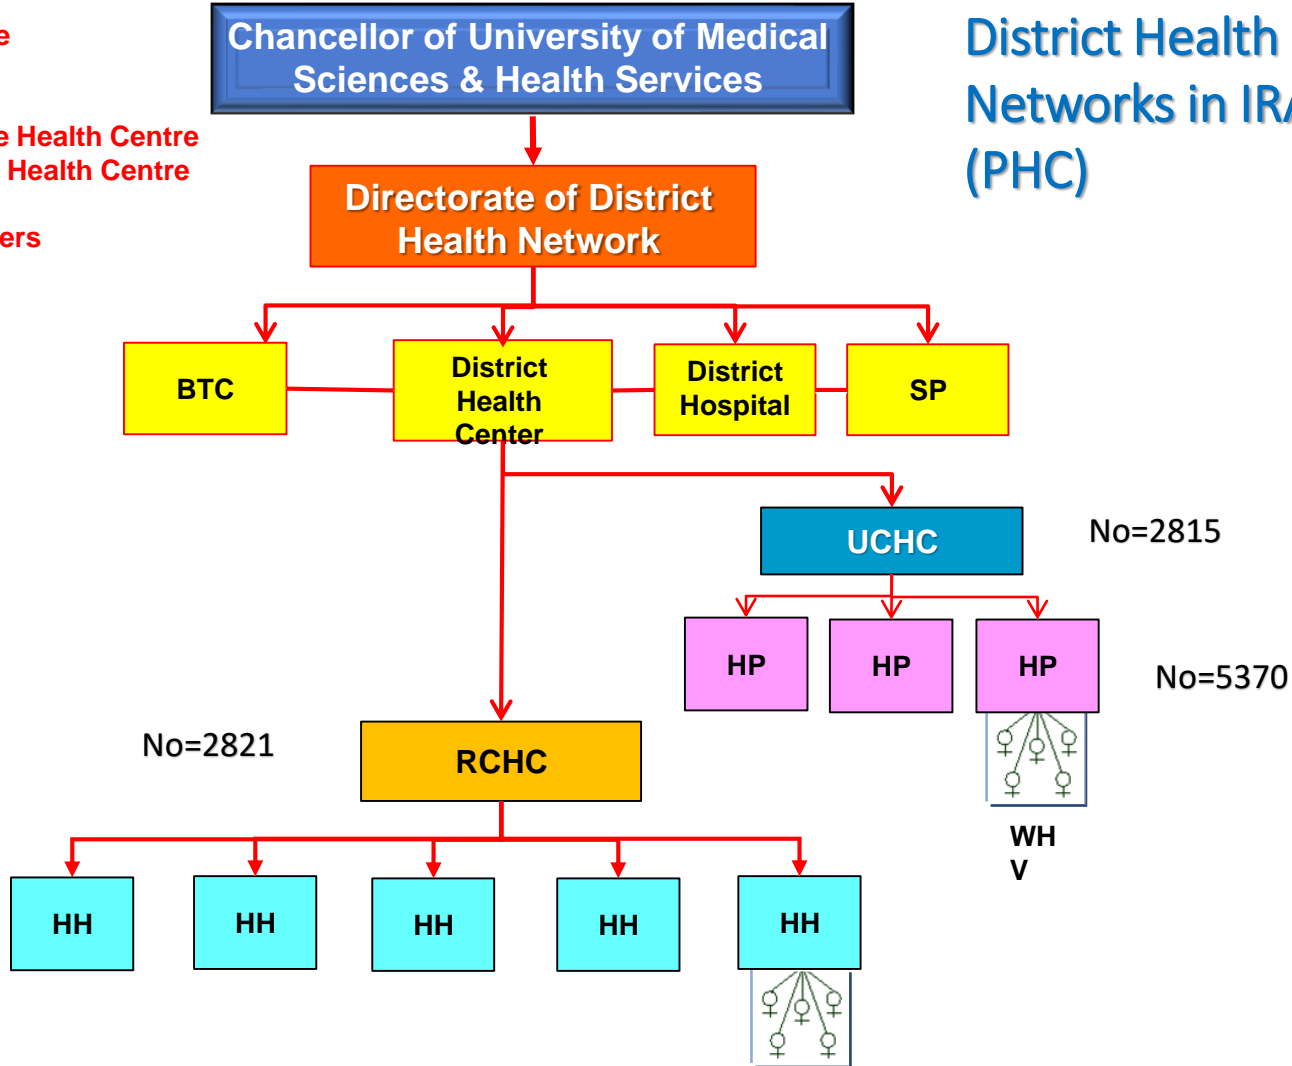 e
Chancellor of University of Medical
Sciences & Health Services
District Health
Networks in IRA
(PHC)
e Health Centre
Health Centre
ers
Directorate of District
Health Network
BTC
District
Health
Center
District
Hospital
SP
UCHC
No=2815
HP
HP
HP
No=5370
No=2821
RCHC
WH
V
HH
HH
HH
HH
HH